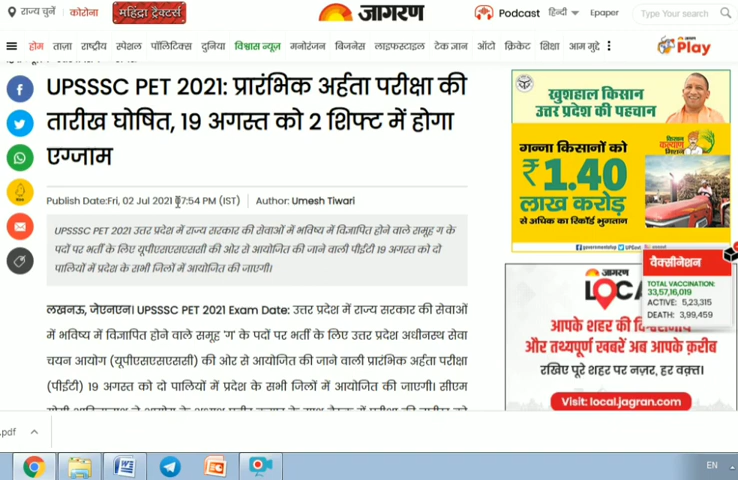 राज्य चुनें कोरोना महिंद्रा ट्रैक्टर्स जागरण Podcast हिन्दी Epaper Type Your search
होम ताज़ा राष्ट्रीय स्पेशल पॉलिटिक्स दुनिया विश्वास न्यूज़ मनोरंजन बिजनेस लाइफस्टाइल टेक ज्ञान ऑटो क्रिकेट शिक्षा आम मुद्दे Play
UPSSSC PET 2021: प्रारंभिक अर्हता परीक्षा की
तारीख घोषित, 19 अगस्त को 2 शिफ्ट में होगा
एग्जाम
Publish Date:Fri, 02 Jul 2021 07:54 PM (IST) Author: Umesh Tiwari
UPSSSC PET 2021 उत्तर प्रदेश में राज्य सरकार की सेवाओं में भविष्य में विज्ञापित होने वाले समूह ग के
पदों पर भर्ती के लिए यूपीएसएसएससी की ओर से आयोजित की जाने वाली पीईटी 19 अगस्त को दो
पालियों में प्रदेश के सभी जिलों में आयोजित की जाएगी।
लखनऊ, जेएनएन। UPSSSC PET 2021 Exam Date: उत्तर प्रदेश में राज्य सरकार की सेवाओं
में भविष्य में विज्ञापित होने वाले समूह 'ग' के पदों पर भर्ती के लिए उत्तर प्रदेश अधीनस्थ सेवा
चयन आयोग (यूपीएसएसएससी) की ओर से आयोजित की जाने वाली प्रारंभिक अर्हता परीक्षा
(पीईटी) 19 अगस्त को दो पालियों में प्रदेश के सभी जिलों में आयोजित की जाएगी। सीएम
खुशहाल किसान
उत्तर प्रदेश की पहचान
गन्ना किसानों को
₹1.40
लाख करोड़
से अधिक का रिकॉर्ड भुगतान
किसान
कल्याण
मिशन
वैक्सीनेशन
TOTAL VACCINATION:
33,57,16,019
ACTIVE: 5,23,315
DEATH: 3,99,459
जागरण
LOCA
आपके शहर की
और तथ्यपूर्ण खबरें अब आपके क़रीब
रखिए पूरे शहर पर नज़र, हर वक़्त।
Visit: local.jagran.com
.pdf
EN